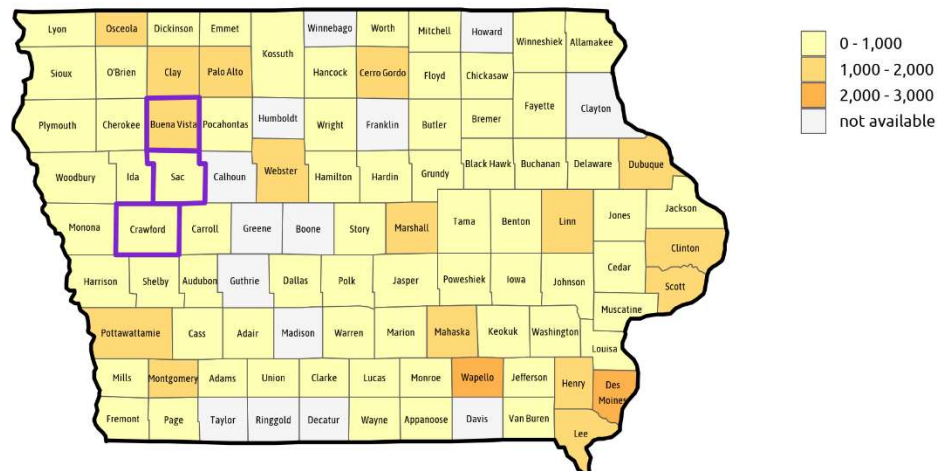 Lyon Osceola Dickinson Emmet Winnebago Worth Mitchell Howard Winneshiek Allamakee
Kossuth
Sioux O'Brien Clay Palo Alto Hancock Cerro Gordo Floyd Chickasaw
Fayette Clayton
Plymouth Cherokee Buena Vista Pocahontas Humboldt Wright Franklin Butler Bremer
Woodbury Ida Sac Calhoun Webster Hamilton Hardin Grundy Black Hawk Buchanan Delaware Dubuque
Jackson
Monona Crawford Carroll Greene Boone Story Marshall Tama Benton Linn Jones
Clinton
Cedar
Harrison Shelby Audubon Guthrie Dallas Polk Jasper Poweshiek Iowa Johnson Scott
Muscatine
Pottawattamie Cass Adair Madison Warren Marion Mahaska Keokuk Washington
Louisa
Mills Montgomery Adams Union Clarke Lucas Monroe Wapello Jefferson Henry Des
Moines
Fremont Page Taylor Ringgold Decatur Wayne Appanoose Davis Van Buren
Lee
0 - 1,000
1,000 - 2,000
2,000 - 3,000
not available